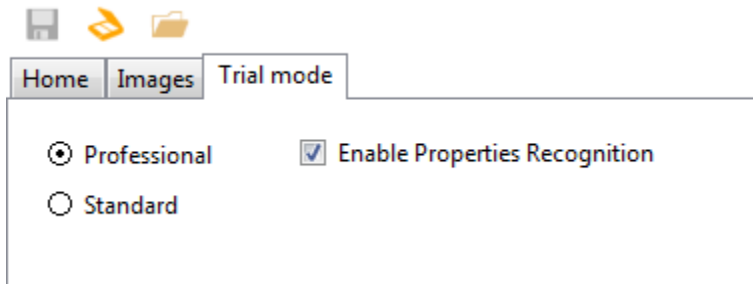 Home Images Trial mode
Professional Enable Properties Recognition
Standard